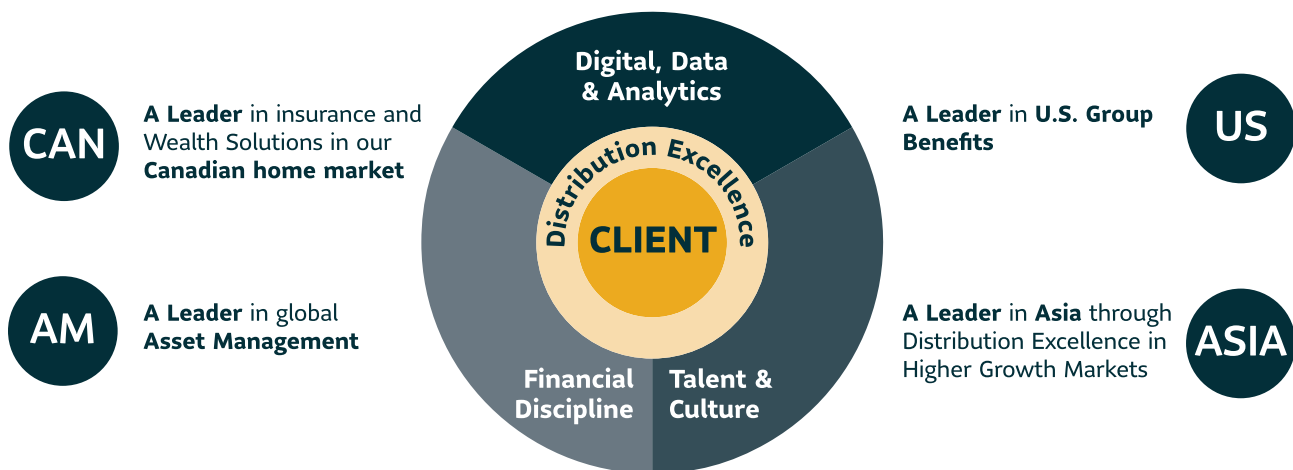 CAN
A Leader in insurance and
Wealth Solutions in our
Canadian home market
AM
A Leader in global
Asset Management
Digital, Data
& Analytics
Distribution Excellence
CLIENT
Financial
Discipline
Talent &
Culture
A Leader in U.S. Group
Benefits
US
A Leader in Asia through
Distribution Excellence in
Higher Growth Markets
ASIA